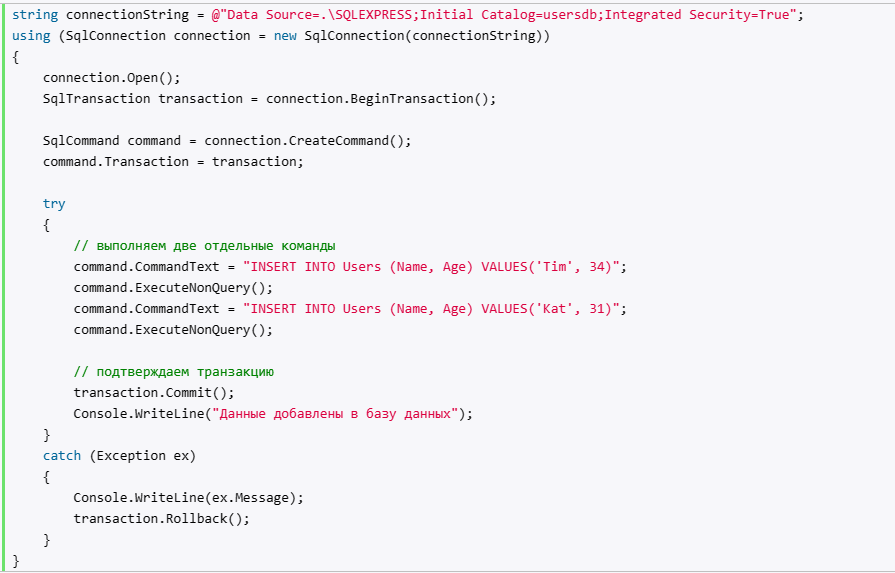 string connectionString = @"Data Source=.\SQLEXPRESS;Initial Catalog=usersdb;Integrated Security=True";
using (SqlConnection connection = new SqlConnection(connectionString))
{
    connection.Open();
    SqlTransaction transaction = connection.BeginTransaction();

    SqlCommand command = connection.CreateCommand();
    command.Transaction = transaction;

    try
    {
        // выполняем две отдельные команды
        command.CommandText = "INSERT INTO Users (Name, Age) VALUES('Tim', 34)";
        command.ExecuteNonQuery();
        command.CommandText = "INSERT INTO Users (Name, Age) VALUES('Kat', 31)";
        command.ExecuteNonQuery();

        // подтверждаем транзакцию
        transaction.Commit();
        Console.WriteLine("Данные добавлены в базу данных");
    }
    catch (Exception ex)
    {
        Console.WriteLine(ex.Message);
        transaction.Rollback();
    }
}